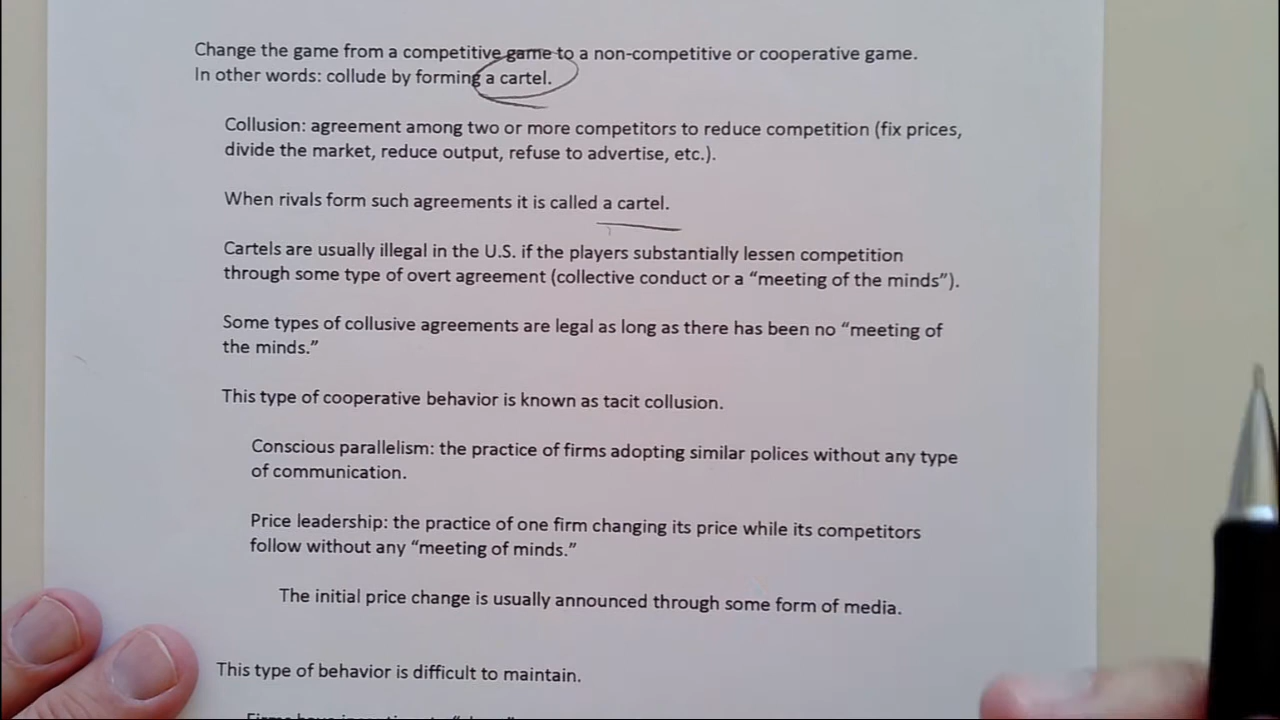 Change the game from a competitive game to a non-competitive or cooperative game.
In other words: collude by forming a cartel.
Collusion: agreement among two or more competitors to reduce competition (fix prices,
divide the market, reduce output, refuse to advertise, etc.).
When rivals form such agreements it is called a cartel.
Cartels are usually illegal in the U.S. if the players substantially lessen competition
through some type of overt agreement (collective conduct or a “meeting of the minds”).
Some types of collusive agreements are legal as long as there has been no “meeting of
the minds.”
This type of cooperative behavior is known as tacit collusion.
Conscious parallelism: the practice of firms adopting similar polices without any type
of communication.
Price leadership: the practice of one firm changing its price while its competitors
follow without any “meeting of minds.”
The initial price change is usually announced through some form of media.
This type of behavior is difficult to maintain.